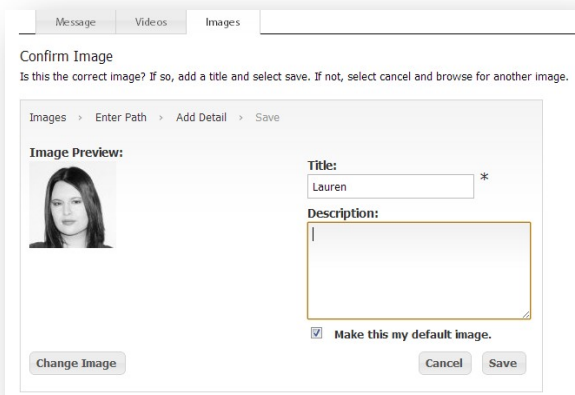 Message Videos Images
Confirm Image
Is this the correct image? If so, add a title and select save. If not, select cancel and browse for another image.
Images › Enter Path › Add Detail › Save
Image Preview:
Title:
Lauren *
Description:
Make this my default image.
Change Image Cancel Save